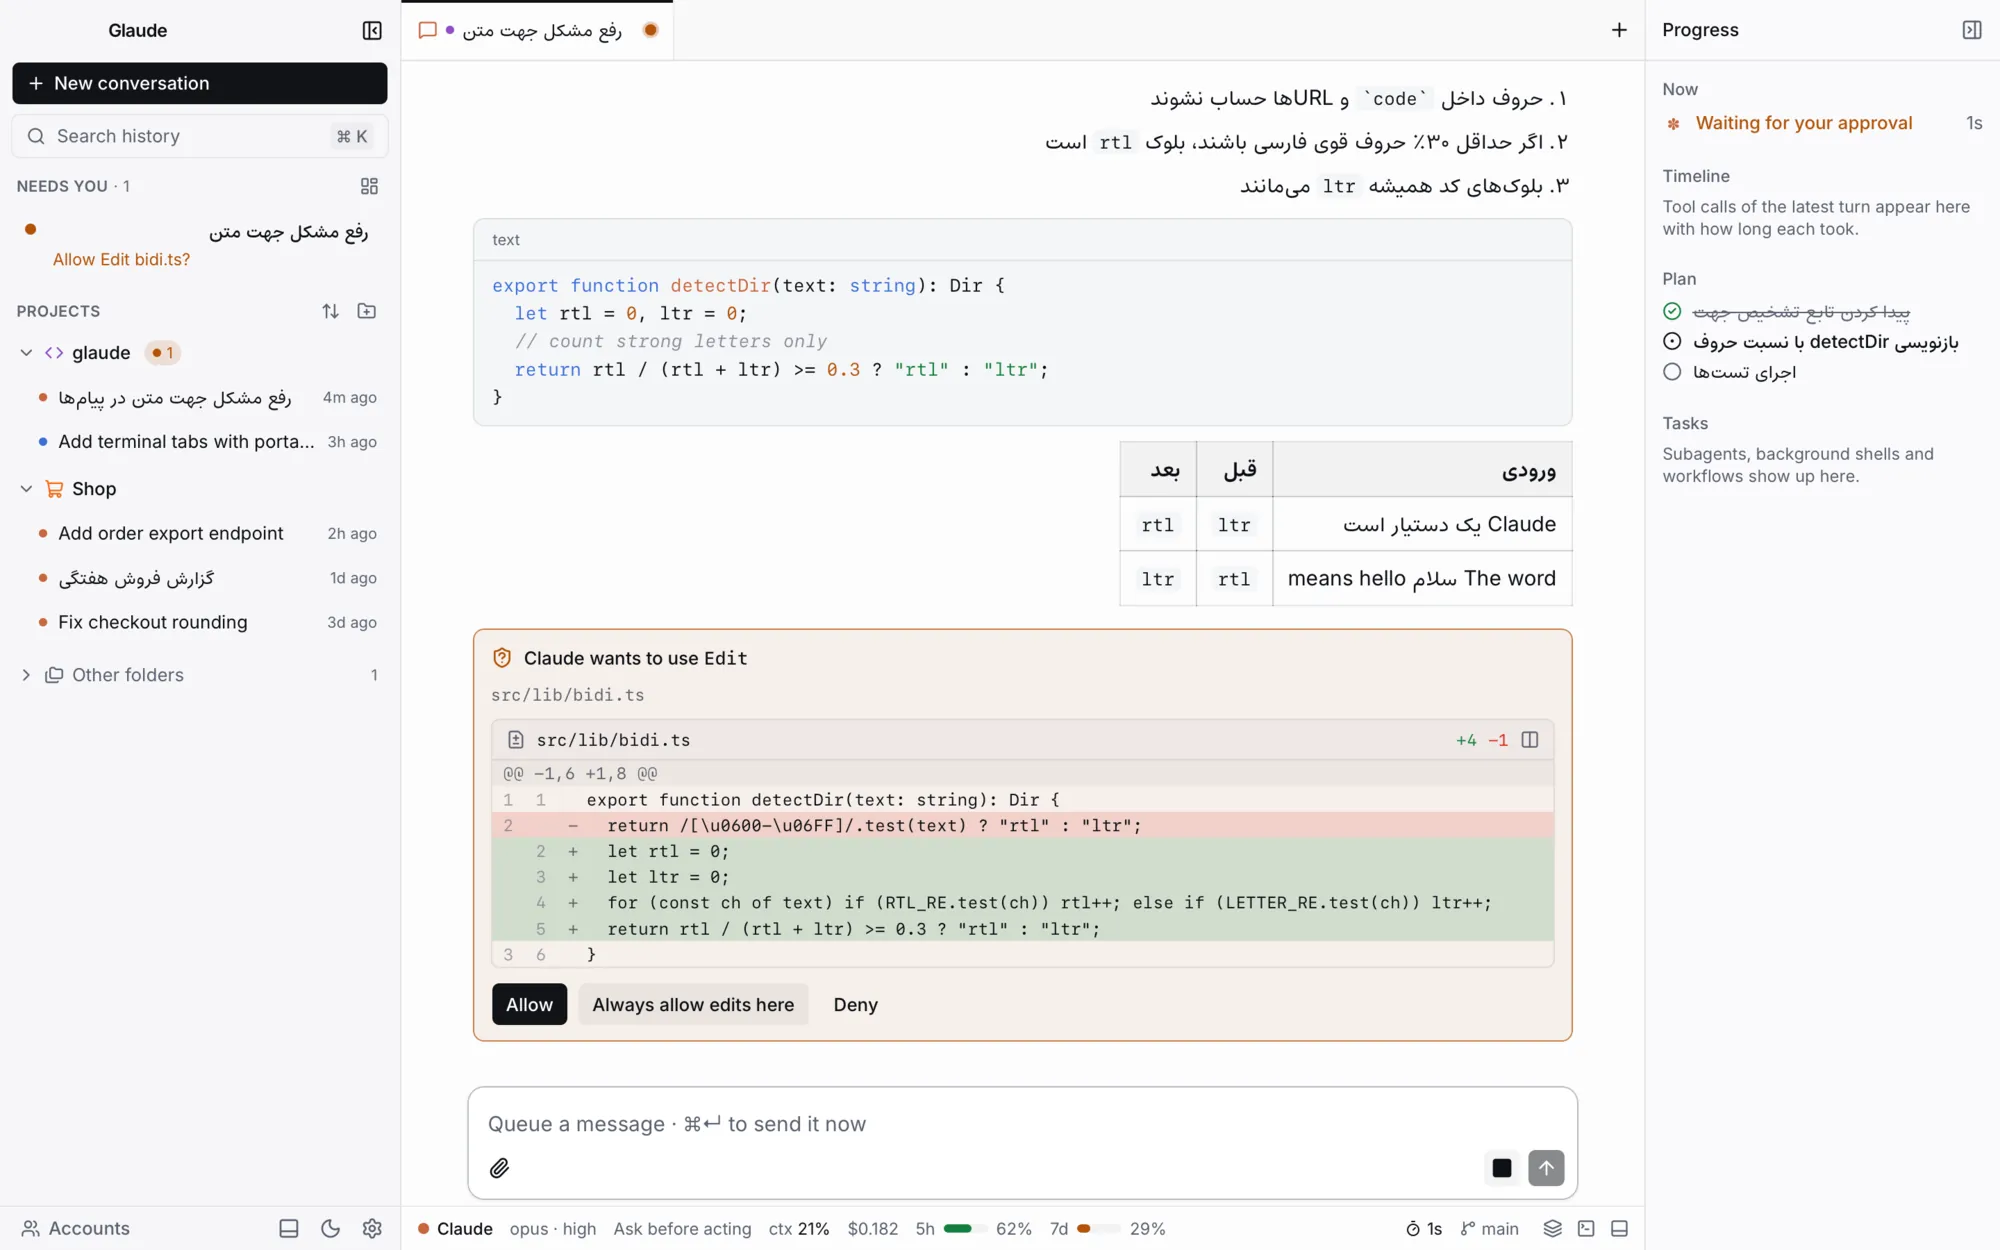 Glaude
New conversation
Search history
⌘ K
NEEDS YOU · 1
رفع مشکل جهت متن
Allow Edit bidi.ts?
PROJECTS
glaude
1
رفع مشکل جهت متن در پیام‌ها
4m ago
Add terminal tabs with porta...
3h ago
Shop
Add order export endpoint
2h ago
گزارش فروش هفتگی
1d ago
Fix checkout rounding
3d ago
Other folders
1
Accounts
رفع مشکل جهت متن
۱. حروف داخل `code` و URLها حساب نشوند
۲. اگر حداقل ۳۰٪ حروف قوی فارسی باشند، بلوک rtl است
۳. بلوک‌های کد همیشه ltr می‌مانند
text
export function detectDir(text: string): Dir {
  let rtl = 0, ltr = 0;
  // count strong letters only
  return rtl / (rtl + ltr) >= 0.3 ? "rtl" : "ltr";
}
ورودی قبل بعد
Claude یک دستیار است ltr rtl
The word سلام means hello rtl ltr
Claude wants to use Edit
src/lib/bidi.ts
src/lib/bidi.ts
+4 −1
@@ −1,6 +1,8 @@
1 1 export function detectDir(text: string): Dir {
2 − return /[\u0600–\u06FF]/.test(text) ? "rtl" : "ltr";
2 + let rtl = 0;
3 + let ltr = 0;
4 + for (const ch of text) if (RTL_RE.test(ch)) rtl++; else if (LETTER_RE.test(ch)) ltr++;
5 + return rtl / (rtl + ltr) >= 0.3 ? "rtl" : "ltr";
3 6 }
Allow
Always allow edits here
Deny
Queue a message · ⌘↵ to send it now
Claude opus · high Ask before acting ctx 21% $0.182 5h 62% 7d 29%
1s main
Progress
Now
Waiting for your approval
1s
Timeline
Tool calls of the latest turn appear here
with how long each took.
Plan
پیدا کردن تابع تشخیص جهت
بازنویسی detectDir با نسبت حروف
اجرای تست‌ها
Tasks
Subagents, background shells and
workflows show up here.